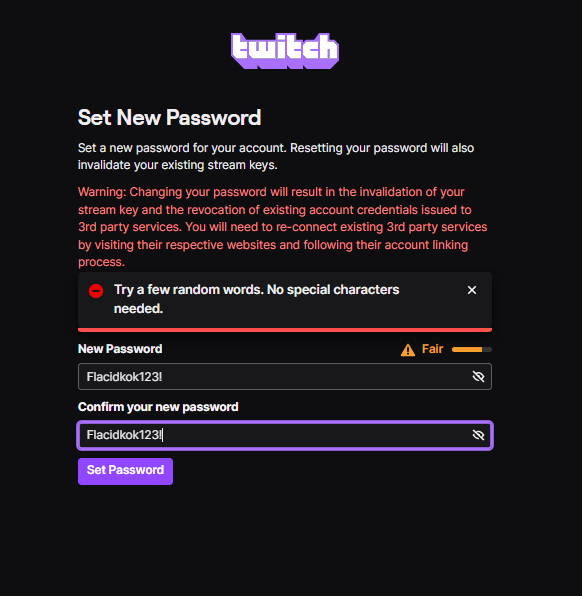 twitch
Set New Password
Set a new password for your account. Resetting your password will also
invalidate your existing stream keys.
Warning: Changing your password will result in the invalidation of your
stream key and the revocation of existing account credentials issued to
3rd party services. You will need to re-connect existing 3rd party services
by visiting their respective websites and following their account linking
process.
Try a few random words. No special characters
needed.
New Password Fair
Flacidkok123!
Confirm your new password
Flacidkok123!
Set Password